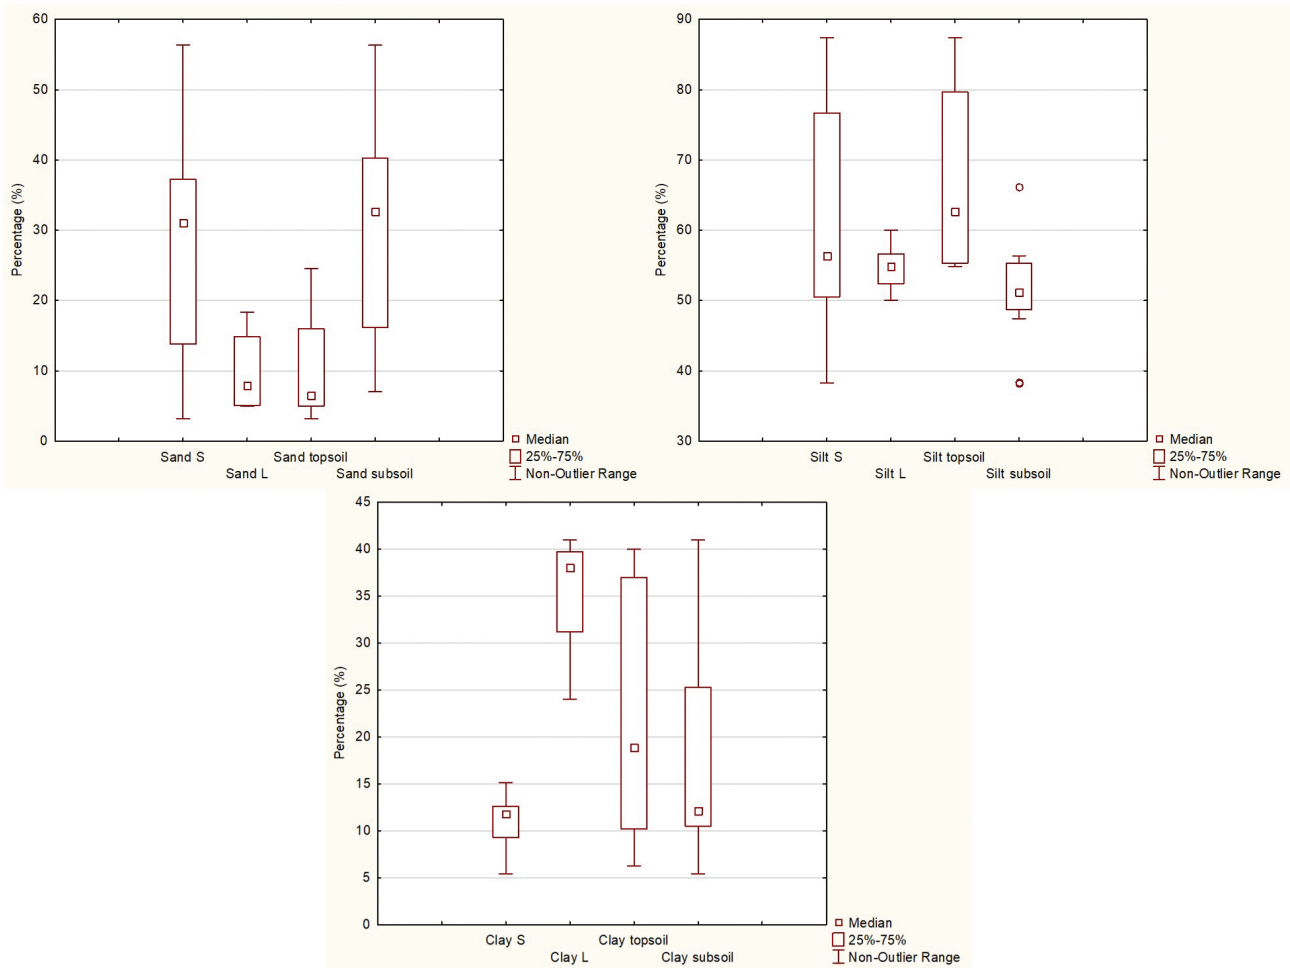 60
50
40
30
20
10
0
Percentage (%)
Sand S
Sand topsoil
Sand L
Sand subsoil
Median
25%-75%
Non-Outlier Range
90
80
70
60
50
40
30
Percentage (%)
Silt S
Silt topsoil
Silt L
Silt subsoil
Median
25%-75%
Non-Outlier Range
45
40
35
30
25
20
15
10
5
0
Percentage (%)
Clay S
Clay topsoil
Clay L
Clay subsoil
Median
25%-75%
Non-Outlier Range